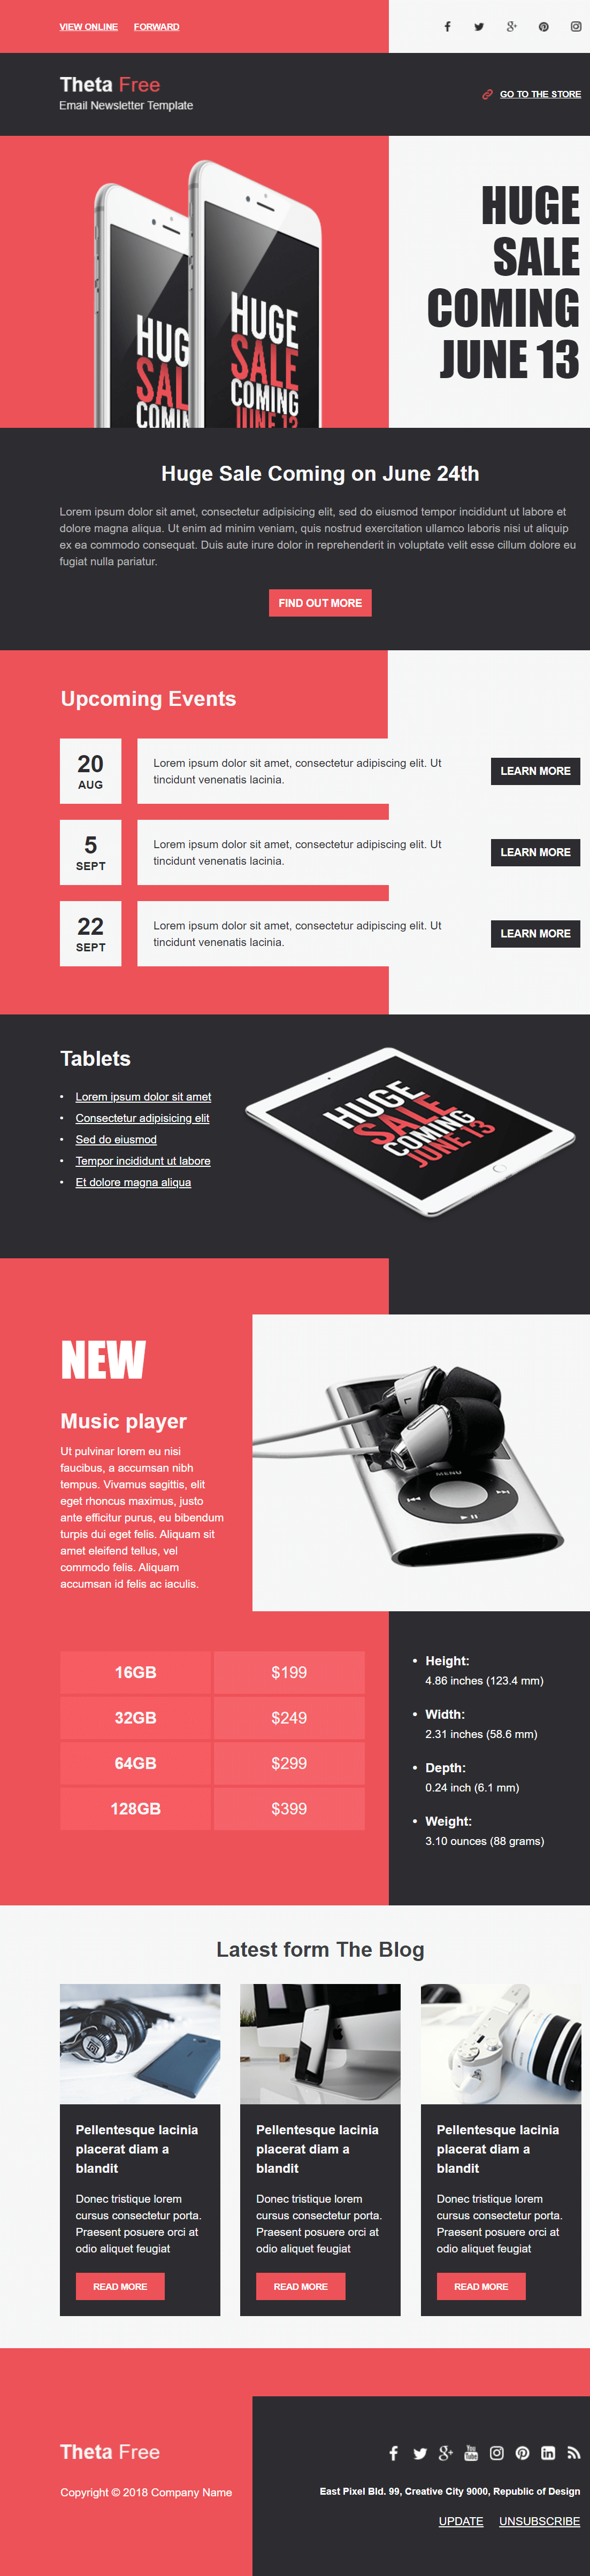 VIEW ONLINE FORWARD
Theta Free
Email Newsletter Template
GO TO THE STORE
HUGE
SALE
COMING
HUGE
SALE
COMING
JUNE 13
HUGE
SALE
COMING
JUNE 13
Huge Sale Coming on June 24th
Lorem ipsum dolor sit amet, consectetur adipisicing elit, sed do eiusmod tempor incididunt ut labore et
dolore magna aliqua. Ut enim ad minim veniam, quis nostrud exercitation ullamco laboris nisi ut aliquip
ex ea commodo consequat. Duis aute irure dolor in reprehenderit in voluptate velit esse cillum dolore eu
fugiat nulla pariatur.
FIND OUT MORE
Upcoming Events
20
AUG
Lorem ipsum dolor sit amet, consectetur adipiscing elit. Ut
tincidunt venenatis lacinia.
LEARN MORE
5
SEPT
Lorem ipsum dolor sit amet, consectetur adipiscing elit. Ut
tincidunt venenatis lacinia.
LEARN MORE
22
SEPT
Lorem ipsum dolor sit amet, consectetur adipiscing elit. Ut
tincidunt venenatis lacinia.
LEARN MORE
Tablets
• Lorem ipsum dolor sit amet
• Consectetur adipisicing elit
• Sed do eiusmod
• Tempor incididunt ut labore
• Et dolore magna aliqua
HUGE
SALE
COMING
JUNE 13
NEW
Music player
Ut pulvinar lorem eu nisi
faucibus, a accumsan nibh
tempus. Vivamus sagittis, elit
eget rhoncus maximus, justo
ante efficitur purus, eu bibendum
turpis dui eget felis. Aliquam sit
amet eleifend tellus, vel
commodo felis. Aliquam
accumsan id felis ac iaculis.
L
MENU
16GB $199
32GB $249
64GB $299
128GB $399
• Height:
4.86 inches (123.4 mm)
• Width:
2.31 inches (58.6 mm)
• Depth:
0.24 inch (6.1 mm)
• Weight:
3.10 ounces (88 grams)
Latest form The Blog
Pellentesque lacinia
placerat diam a
blandit
Donec tristique lorem
cursus consectetur porta.
Praesent posuere orci at
odio aliquet feugiat
READ MORE
Pellentesque lacinia
placerat diam a
blandit
Donec tristique lorem
cursus consectetur porta.
Praesent posuere orci at
odio aliquet feugiat
READ MORE
Pellentesque lacinia
placerat diam a
blandit
Donec tristique lorem
cursus consectetur porta.
Praesent posuere orci at
odio aliquet feugiat
READ MORE
Theta Free
Copyright © 2018 Company Name
You
Tube
East Pixel Bld. 99, Creative City 9000, Republic of Design
UPDATE UNSUBSCRIBE